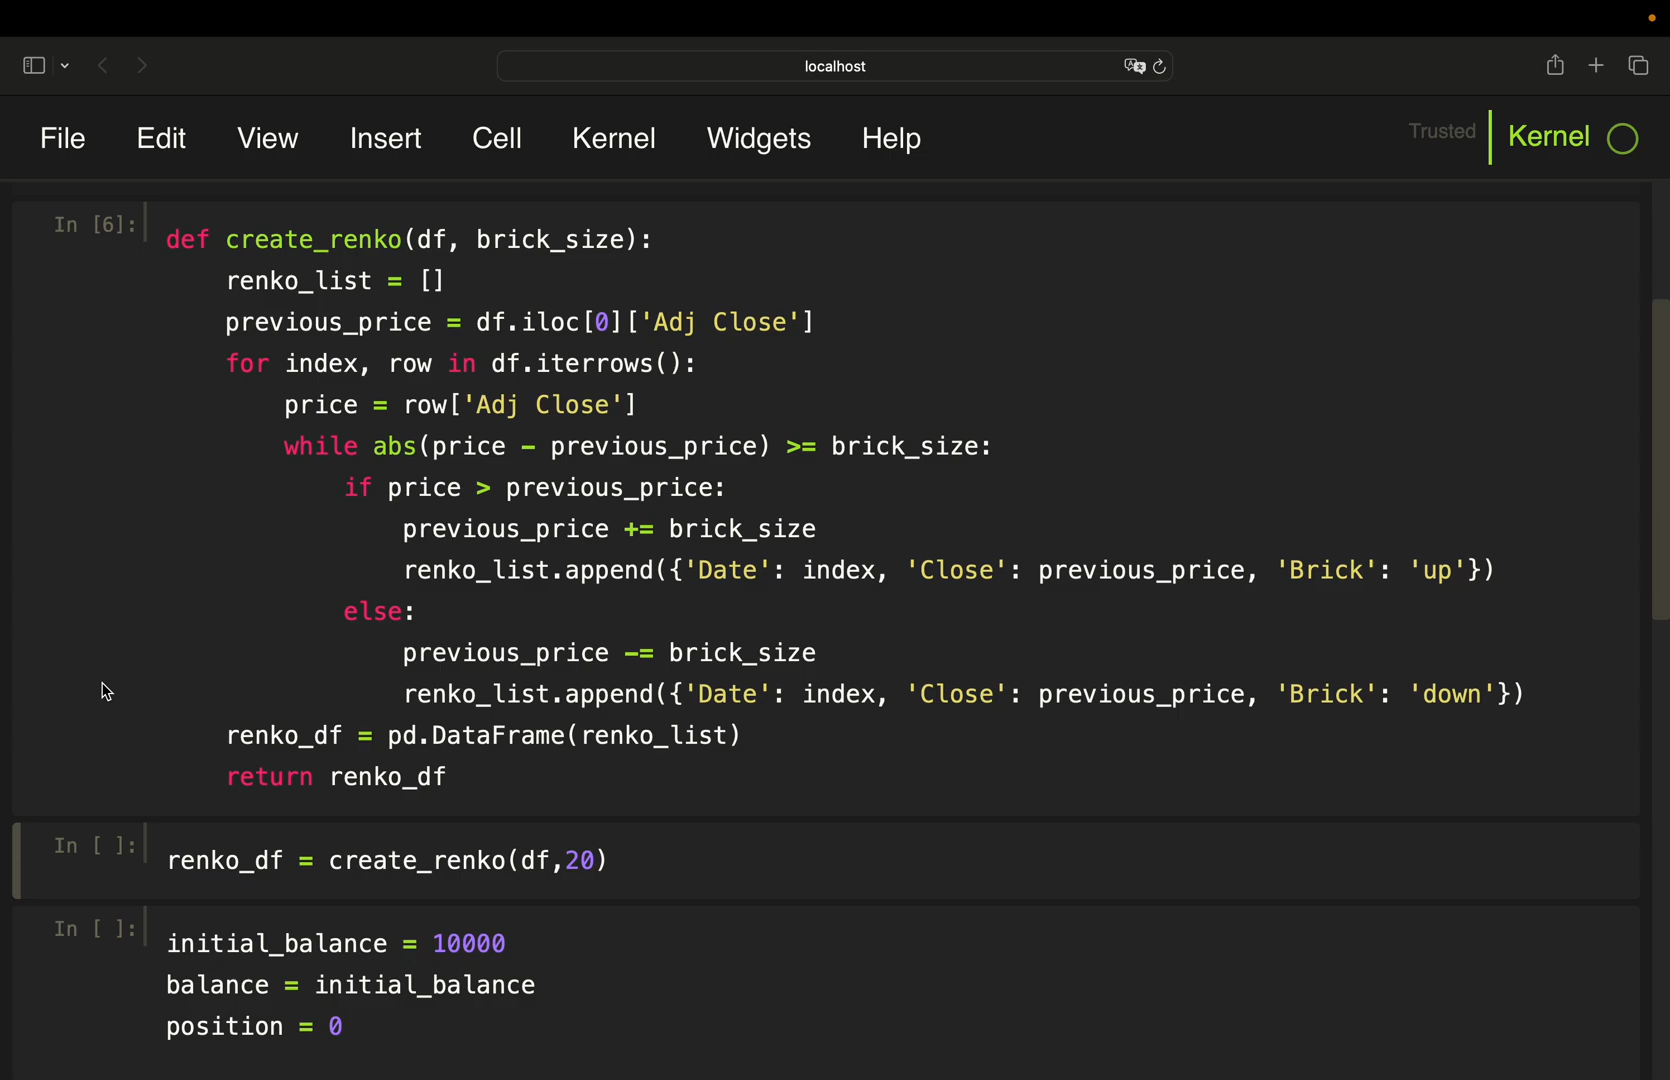 localhost
File Edit View Insert Cell Kernel Widgets Help Trusted Kernel
In [6]:
def create_renko(df, brick_size):
    renko_list = []
    previous_price = df.iloc[0]['Adj Close']
    for index, row in df.iterrows():
        price = row['Adj Close']
        while abs(price - previous_price) >= brick_size:
            if price > previous_price:
                previous_price += brick_size
                renko_list.append({'Date': index, 'Close': previous_price, 'Brick': 'up'})
            else:
                previous_price -= brick_size
                renko_list.append({'Date': index, 'Close': previous_price, 'Brick': 'down'})
    renko_df = pd.DataFrame(renko_list)
    return renko_df
In [ ]:
renko_df = create_renko(df,20)
In [ ]:
initial_balance = 10000
balance = initial_balance
position = 0